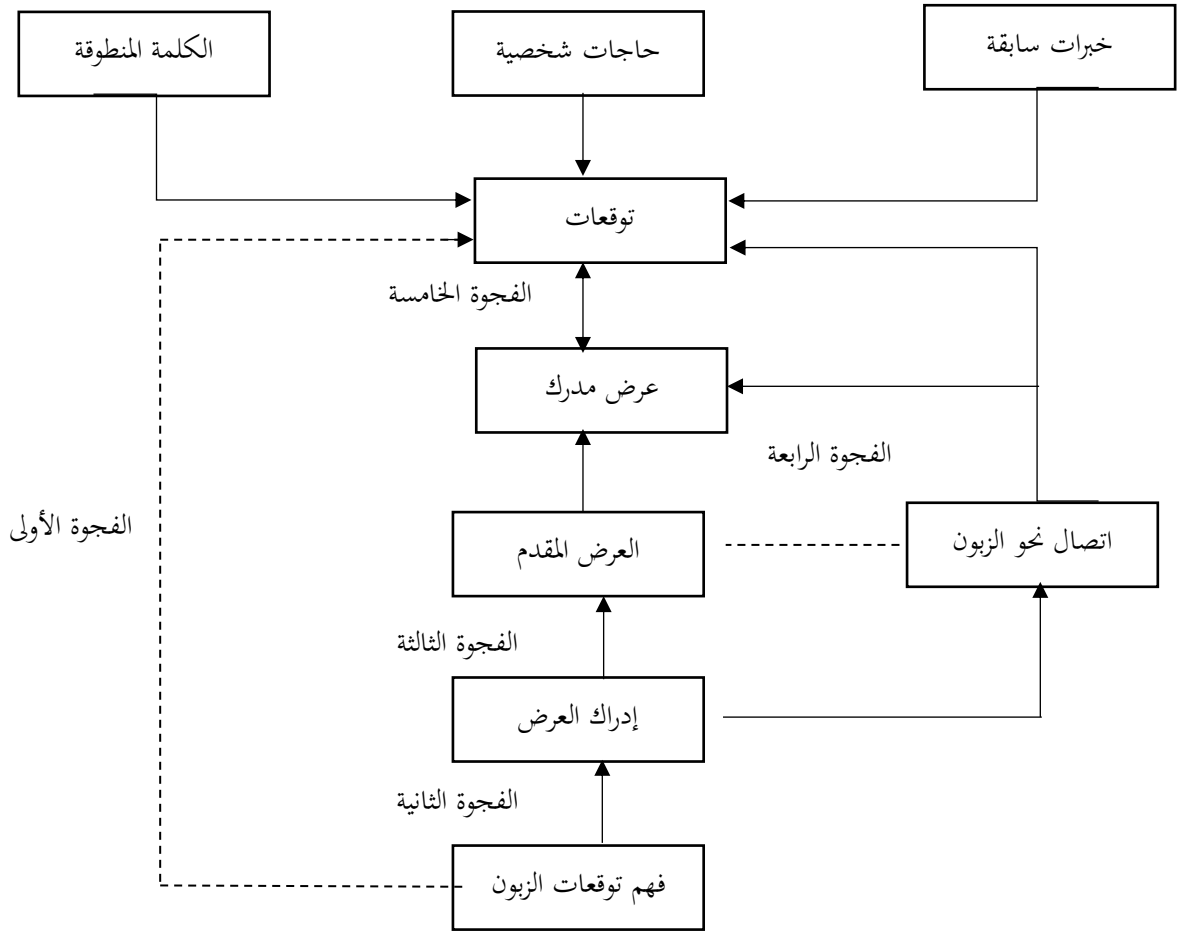 خبرات سابقة
حاجات شخصية
الكلمة المنطوقة
توقعات
الفجوة الخامسة
عرض مدرك
الفجوة الرابعة
الفجوة الأولى
العرض المقدم
اتصال نحو الزبون
الفجوة الثالثة
إدراك العرض
الفجوة الثانية
فهم توقعات الزبون